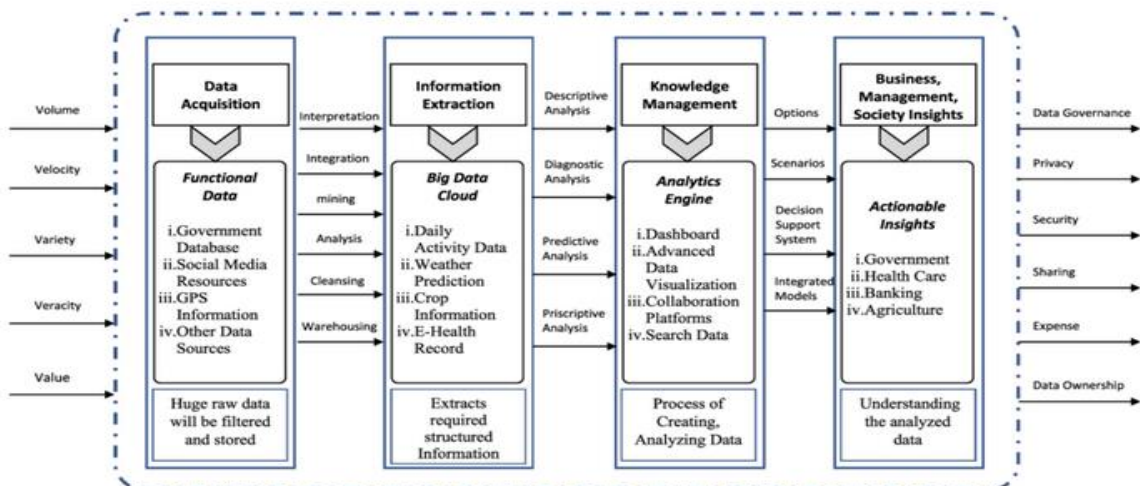 Volume
Velocity
Variety
Veracity
Value
Data
Acquisition
Functional
Data
i.Government
Database
ii.Social Media
Resources
iii.GPS
Information
iv.Other Data
Sources
Huge raw data
will be filtered
and stored
Interpretation
Integration
mining
Analysis
Cleansing
Warehousing
Information
Extraction
Big Data
Cloud
i.Daily
Activity Data
ii.Weather
Prediction
iii.Crop
Information
iv.E-Health
Record
Extracts
required
structured
Information
Descriptive
Analysis
Diagnostic
Analysis
Predictive
Analysis
Priscriptive
Analysis
Knowledge
Management
Analytics
Engine
i.Dashboard
ii.Advanced
Data
Visualization
iii.Collaboration
Platforms
iv.Search Data
Process of
Creating,
Analyzing Data
Options
Scenarios
Decision
Support
System
Integrated
Models
Business,
Management,
Society Insights
Actionable
Insights
i.Government
ii.Health Care
iii.Banking
iv.Agriculture
Understanding
the analyzed
data
Data Governance
Privacy
Security
Sharing
Expense
Data Ownership